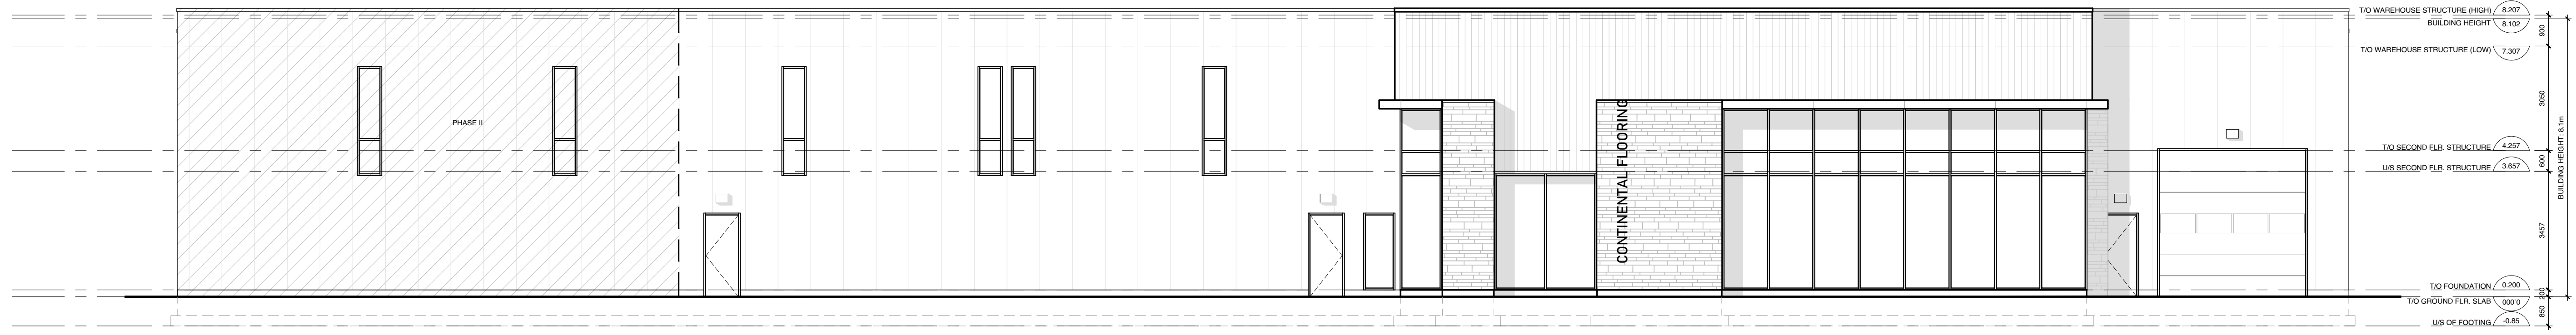 PHASE II
CONTINENTAL FLOORING
T/O WAREHOUSE STRUCTURE (HIGH) 8.207
BUILDING HEIGHT 8.102
900
T/O WAREHOUSE STRUCTURE (LOW) 7.307
3050
BUILDING HEIGHT: 8.1m
T/O SECOND FLR. STRUCTURE 4.257
600
U/S SECOND FLR. STRUCTURE 3.657
3457
T/O FOUNDATION 0.200
200
T/O GROUND FLR. SLAB 0.000
850
U/S OF FOOTING -0.85